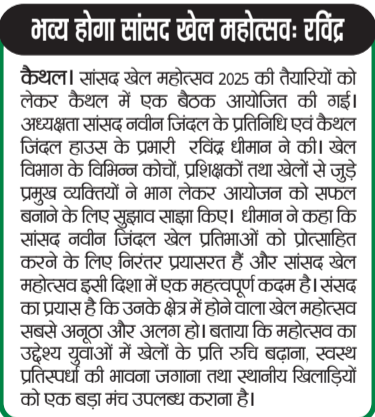 भव्य होगा सांसद खेल महोत्सवः रविंद्र
कैथल। सांसद खेल महोत्सव 2025 की तैयारियों को
लेकर कैथल में एक बैठक आयोजित की गई।
अध्यक्षता सांसद नवीन जिंदल के प्रतिनिधि एवं कैथल
जिंदल हाउस के प्रभारी रविंद्र धीमान ने की। खेल
विभाग के विभिन्न कोचों, प्रशिक्षकों तथा खेलों से जुड़े
प्रमुख व्यक्तियों ने भाग लेकर आयोजन को सफल
बनाने के लिए सुझाव साझा किए। धीमान ने कहा कि
सांसद नवीन जिंदल खेल प्रतिभाओं को प्रोत्साहित
करने के लिए निरंतर प्रयासरत हैं और सांसद खेल
महोत्सव इसी दिशा में एक महत्वपूर्ण कदम है। संसद
का प्रयास है कि उनके क्षेत्र में होने वाला खेल महोत्सव
सबसे अनूठा और अलग हो। बताया कि महोत्सव का
उद्देश्य युवाओं में खेलों के प्रति रुचि बढ़ाना, स्वस्थ
प्रतिस्पर्धा की भावना जगाना तथा स्थानीय खिलाड़ियों
को एक बड़ा मंच उपलब्ध कराना है।